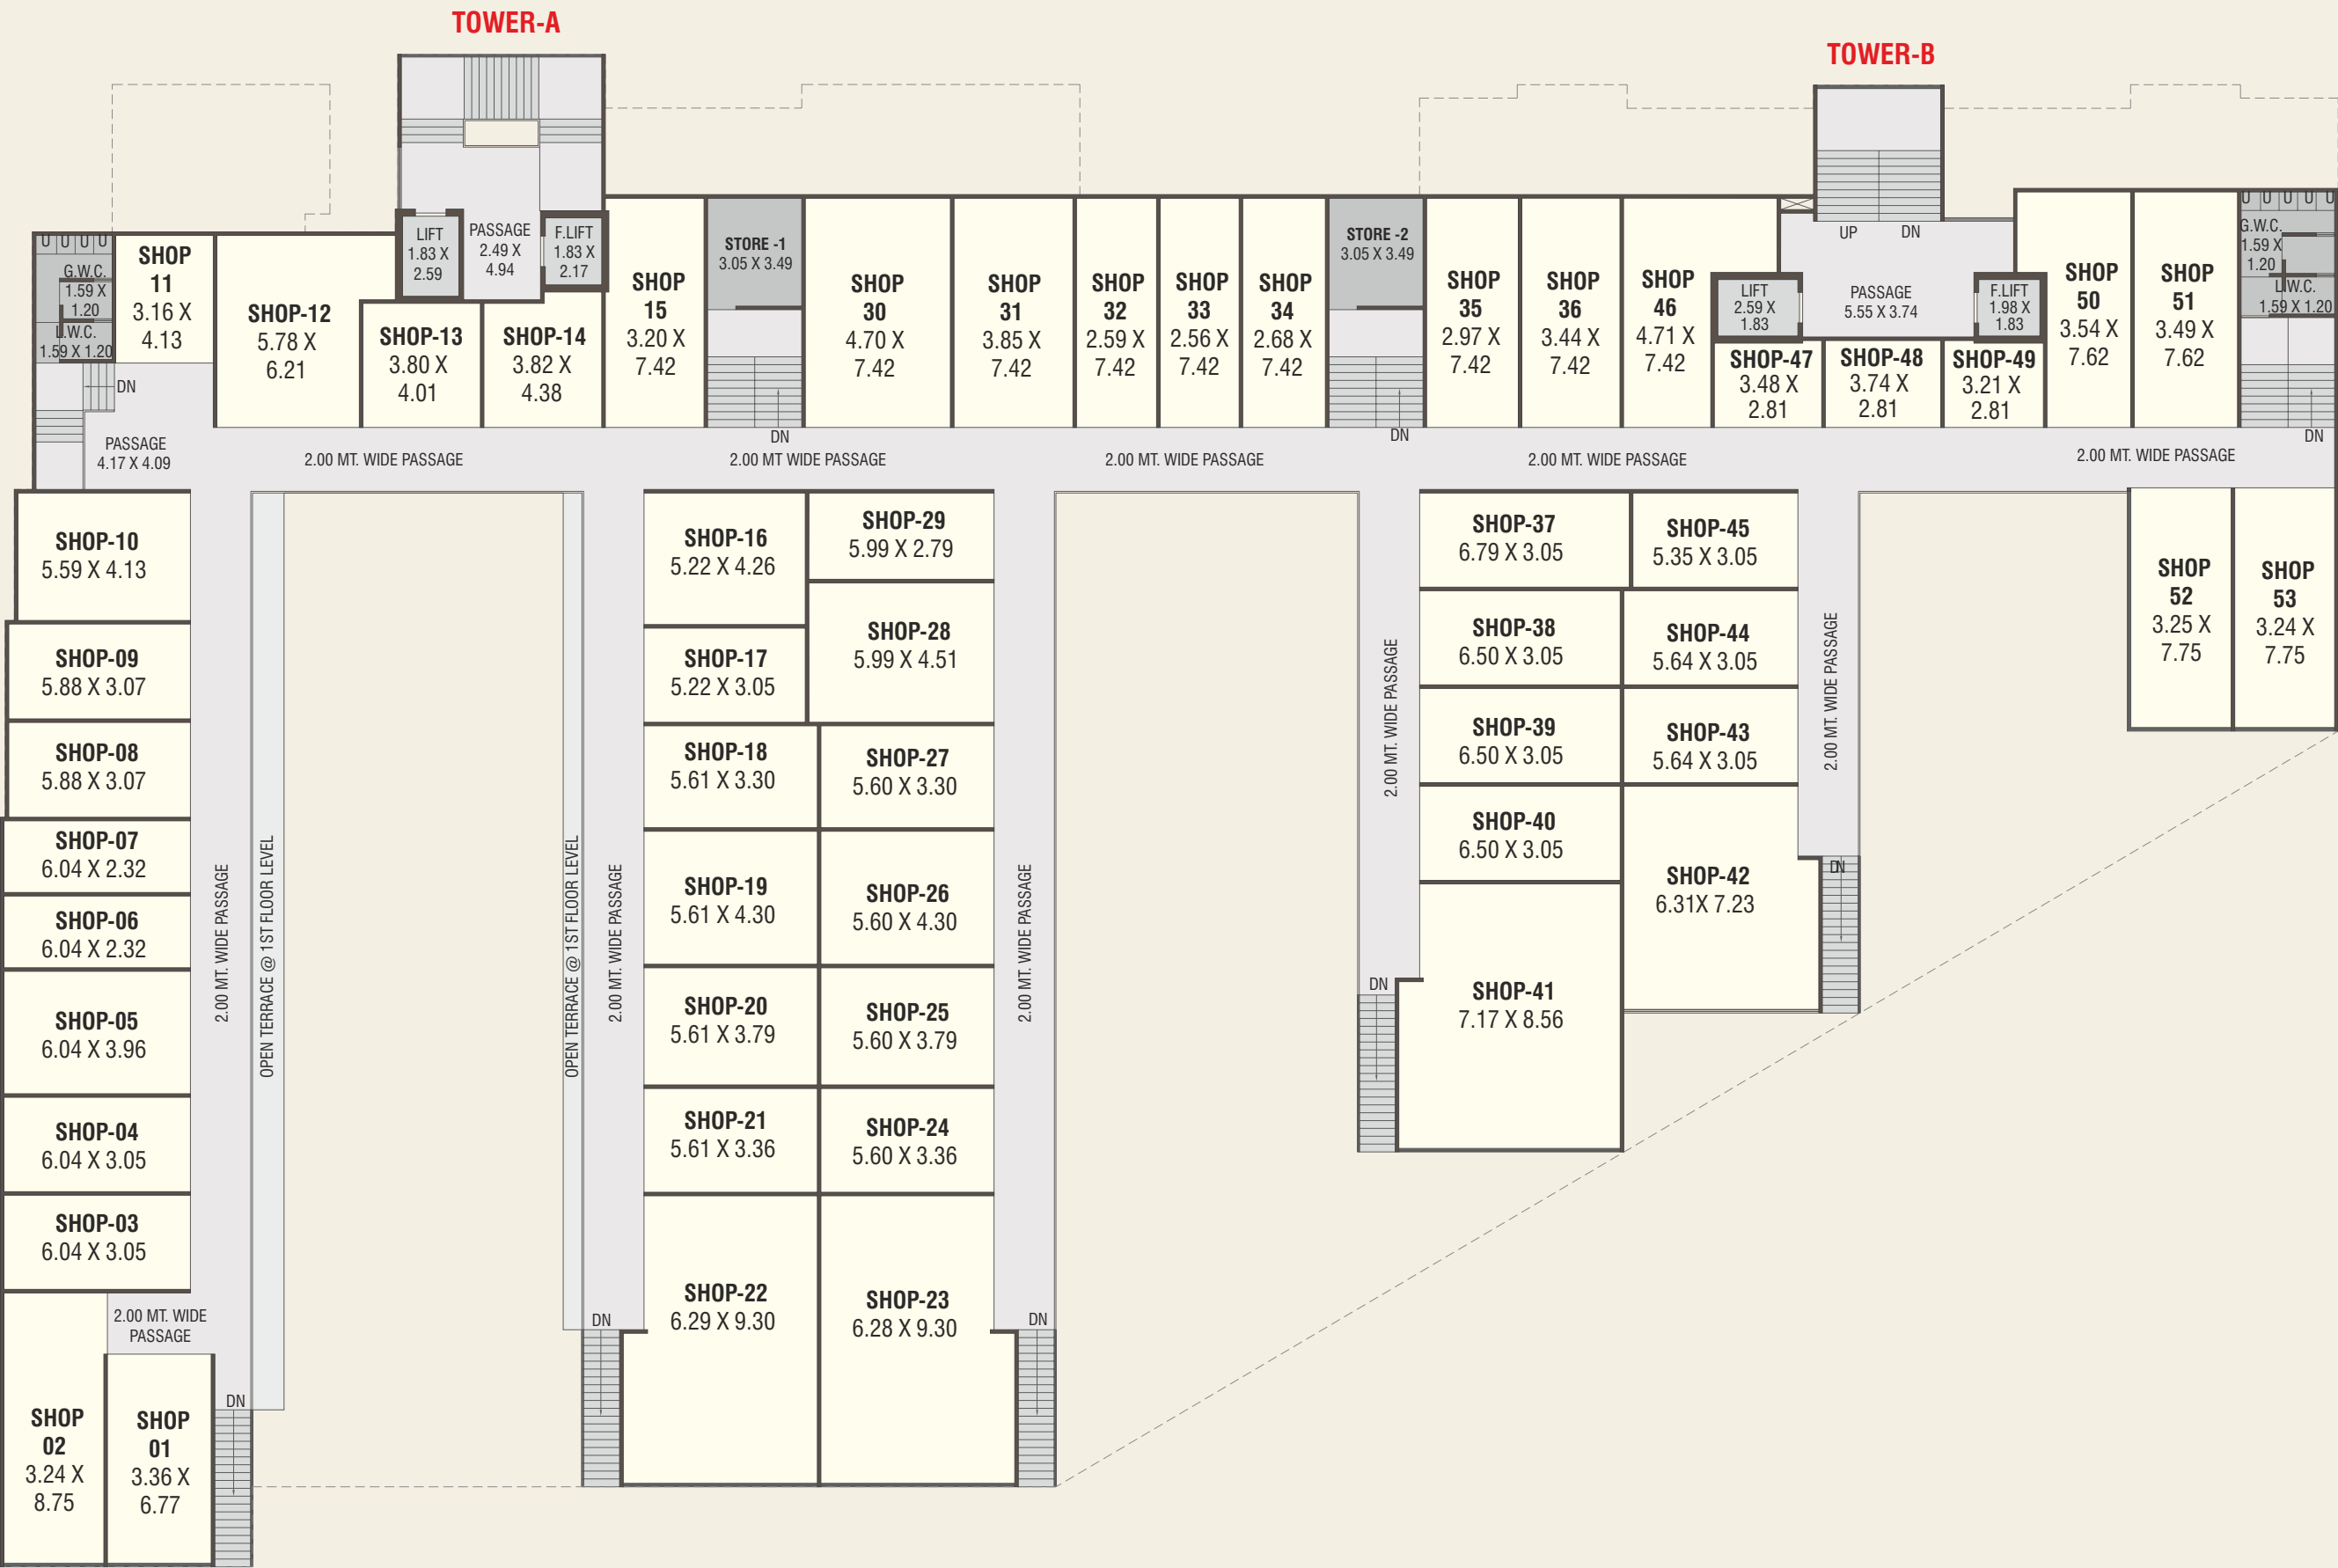 TOWER-A
TOWER-B
U U U U
G.W.C.
1.59 X
1.20
L.W.C.
1.59 X 1.20
DN
PASSAGE
4.17 X 4.09
SHOP
11
3.16 X
4.13
SHOP-12
5.78 X
6.21
LIFT
1.83 X
2.59
PASSAGE
2.49 X
4.94
F.LIFT
1.83 X
2.17
SHOP-13
3.80 X
4.01
SHOP-14
3.82 X
4.38
SHOP
15
3.20 X
7.42
STORE -1
3.05 X 3.49
DN
SHOP
30
4.70 X
7.42
SHOP
31
3.85 X
7.42
SHOP
32
2.59 X
7.42
SHOP
33
2.56 X
7.42
SHOP
34
2.68 X
7.42
STORE -2
3.05 X 3.49
DN
SHOP
35
2.97 X
7.42
SHOP
36
3.44 X
7.42
SHOP
46
4.71 X
7.42
UP
DN
LIFT
2.59 X
1.83
PASSAGE
5.55 X 3.74
F.LIFT
1.98 X
1.83
SHOP-47
3.48 X
2.81
SHOP-48
3.74 X
2.81
SHOP-49
3.21 X
2.81
SHOP
50
3.54 X
7.62
SHOP
51
3.49 X
7.62
U U U U U
G.W.C.
1.59 X
1.20
L.W.C.
1.59 X 1.20
DN
2.00 MT. WIDE PASSAGE
2.00 MT WIDE PASSAGE
2.00 MT. WIDE PASSAGE
2.00 MT. WIDE PASSAGE
2.00 MT. WIDE PASSAGE
SHOP-10
5.59 X 4.13
SHOP-09
5.88 X 3.07
SHOP-08
5.88 X 3.07
SHOP-07
6.04 X 2.32
SHOP-06
6.04 X 2.32
SHOP-05
6.04 X 3.96
SHOP-04
6.04 X 3.05
SHOP-03
6.04 X 3.05
2.00 MT. WIDE
PASSAGE
SHOP
02
3.24 X
8.75
SHOP
01
3.36 X
6.77
DN
2.00 MT. WIDE PASSAGE
OPEN TERRACE @ 1ST FLOOR LEVEL
OPEN TERRACE @ 1ST FLOOR LEVEL
2.00 MT. WIDE PASSAGE
DN
SHOP-16
5.22 X 4.26
SHOP-29
5.99 X 2.79
SHOP-17
5.22 X 3.05
SHOP-28
5.99 X 4.51
SHOP-18
5.61 X 3.30
SHOP-27
5.60 X 3.30
SHOP-19
5.61 X 4.30
SHOP-26
5.60 X 4.30
SHOP-20
5.61 X 3.79
SHOP-25
5.60 X 3.79
SHOP-21
5.61 X 3.36
SHOP-24
5.60 X 3.36
SHOP-22
6.29 X 9.30
SHOP-23
6.28 X 9.30
2.00 MT. WIDE PASSAGE
DN
2.00 MT. WIDE PASSAGE
DN
SHOP-37
6.79 X 3.05
SHOP-45
5.35 X 3.05
SHOP-38
6.50 X 3.05
SHOP-44
5.64 X 3.05
SHOP-39
6.50 X 3.05
SHOP-43
5.64 X 3.05
SHOP-40
6.50 X 3.05
SHOP-42
6.31X 7.23
SHOP-41
7.17 X 8.56
2.00 MT. WIDE PASSAGE
DN
SHOP
52
3.25 X
7.75
SHOP
53
3.24 X
7.75